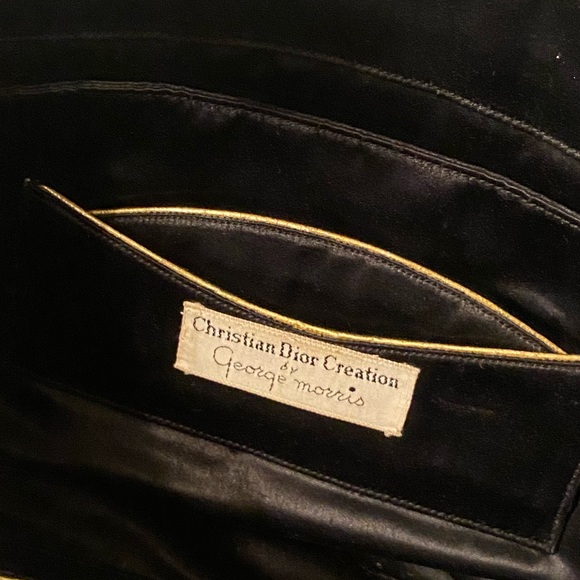 Christian Dior Creation
BY
George morris